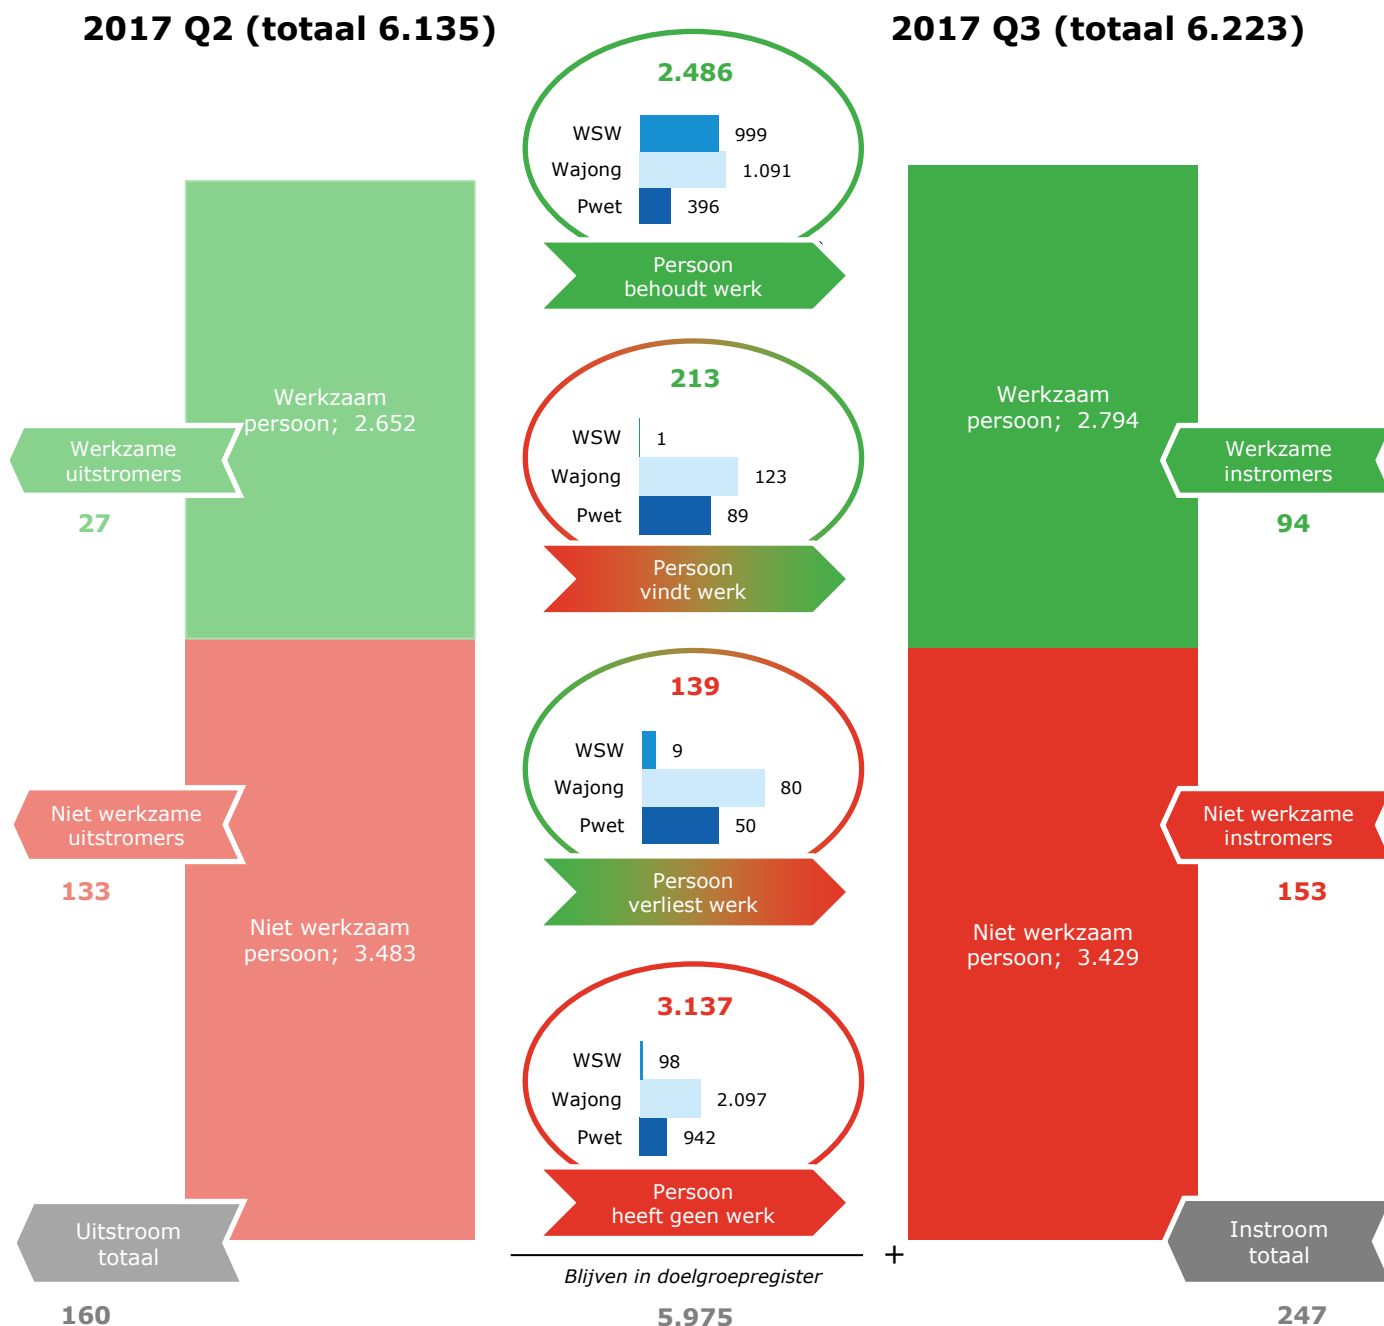 2017 Q2 (totaal 6.135)
2017 Q3 (totaal 6.223)
2.486
WSW 999
Wajong 1.091
Pwet 396
Persoon
behoudt werk
213
WSW 1
Wajong 123
Pwet 89
Persoon
vindt werk
139
WSW 9
Wajong 80
Pwet 50
Persoon
verliest werk
3.137
WSW 98
Wajong 2.097
Pwet 942
Persoon
heeft geen werk
+
Blijven in doelgroepregister
5.975
Werkzaam
persoon; 2.652
Werkzame
uitstromers
27
Niet werkzame
uitstromers
133
Niet werkzaam
persoon; 3.483
Uitstroom
totaal
160
Werkzaam
persoon; 2.794
Werkzame
instromers
94
Niet werkzame
instromers
153
Niet werkzaam
persoon; 3.429
Instroom
totaal
247